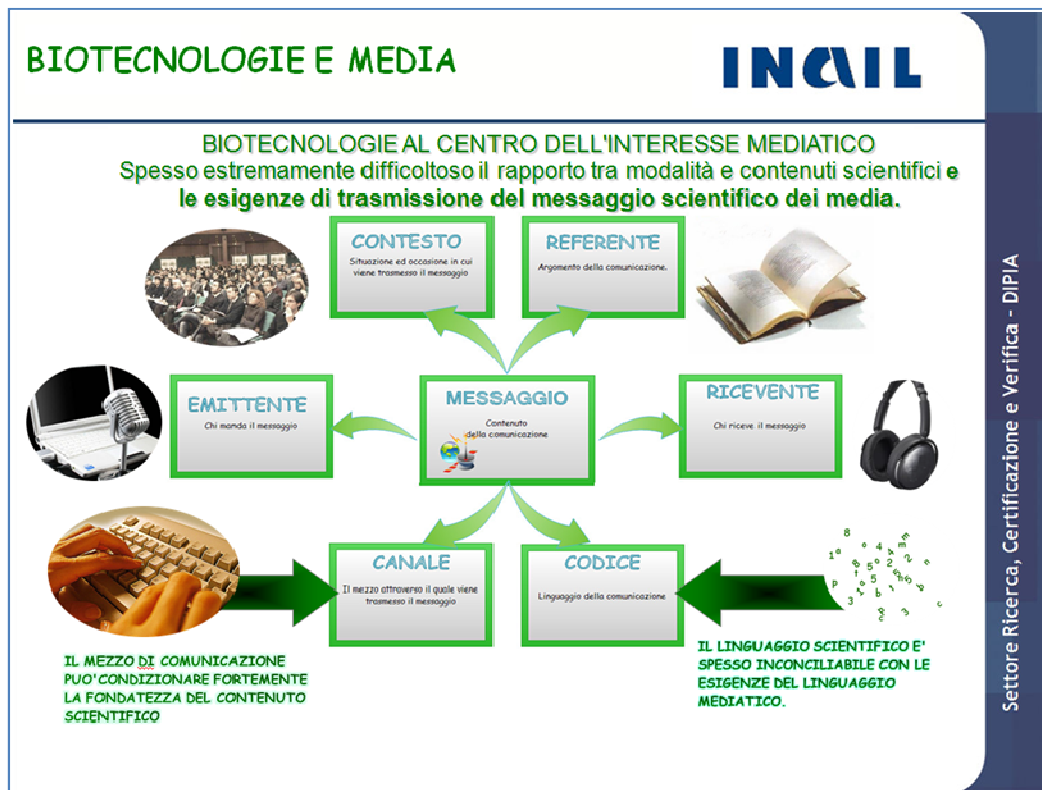 BIOTECNOLOGIE E MEDIA
INAIL
BIOTECNOLOGIE AL CENTRO DELL'INTERESSE MEDIATICO
Spesso estremamente difficoltoso il rapporto tra modalità e contenuti scientifici e
le esigenze di trasmissione del messaggio scientifico dei media.
CONTESTO
Situazione ed occasione in cui
viene trasmesso il messaggio
REFERENTE
Argomento della comunicazione.
EMITTENTE
Chi manda il messaggio
MESSAGGIO
Contenuto
della comunicazione
RICEVENTE
Chi riceve il messaggio
CANALE
Il mezzo attraverso il quale viene
trasmesso il messaggio
CODICE
Linguaggio della comunicazione
IL MEZZO DI COMUNICAZIONE
PUO'CONDIZIONARE FORTEMENTE
LA FONDATEZZA DEL CONTENUTO
SCIENTIFICO
IL LINGUAGGIO SCIENTIFICO E'
SPESSO INCONCILIABILE CON LE
ESIGENZE DEL LINGUAGGIO
MEDIATICO.
Settore Ricerca, Certificazione e Verifica - DIPIA